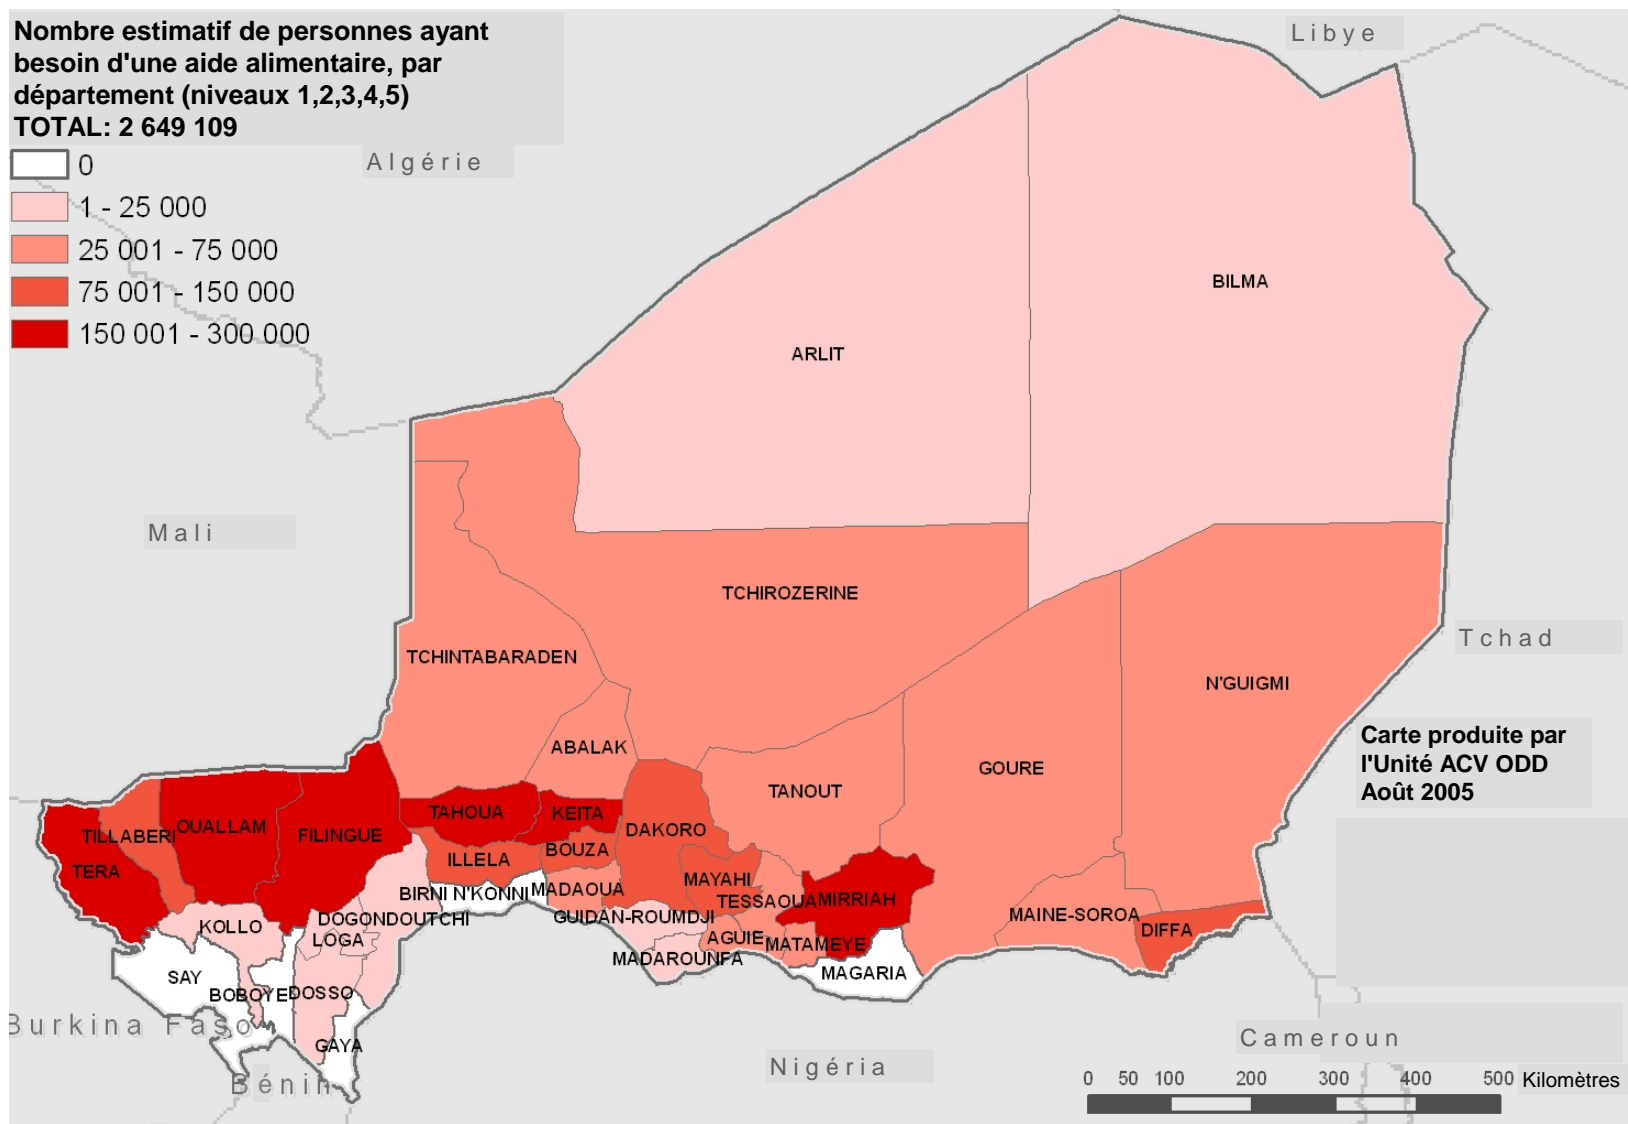 Nombre estimatif de personnes ayant
besoin d'une aide alimentaire, par
département (niveaux 1,2,3,4,5)
TOTAL: 2 649 109
0
1 - 25 000
25 001 - 75 000
75 001 - 150 000
150 001 - 300 000
Libye
Algérie
BILMA
ARLIT
Mali
TCHIROZERINE
Tchad
TCHINTABARADEN
N'GUIGMI
Carte produite par
l'Unité ACV ODD
Août 2005
ABALAK
GOURE
TANOUT
TAHOUA
KEITA
DAKORO
OUALLAM
FILINGUE
TILLABERI
TERA
ILLELA
BOUZA
MAYAHI
BIRNI N'KONNI
MADAOUA
TESSAOUA
MIRRIAH
MAINE-SOROA
DIFFA
KOLLO
DOGONDOUTCHI
GUIDAN-ROUMDJI
LOGA
AGUIE
MATAMEYE
MADAROUNFA
MAGARIA
SAY
BOBOYE
DOSSO
GAYA
Burkina Faso
Bénin
Nigéria
Cameroun
0 50 100 200 300 400 500 Kilomètres